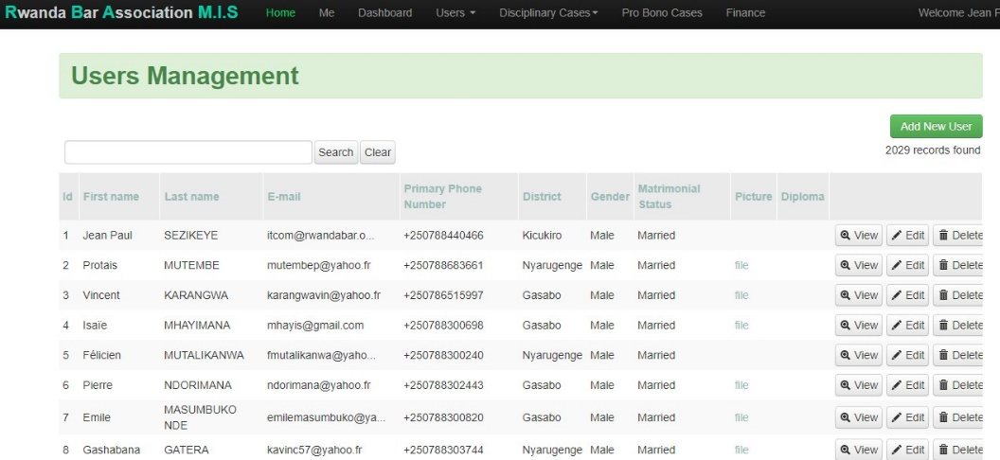 Rwanda Bar Association M.I.S Home Me Dashboard Users Disciplinary Cases Pro Bono Cases Finance Welcome Jean P
Users Management
Add New User
Search Clear 2029 records found
Id First name Last name E-mail Primary Phone Number District Gender Matrimonial Status Picture Diploma
1 Jean Paul SEZIKEYE itcom@rwandabar.o... +250788440466 Kicukiro Male Married View Edit Delete
2 Protais MUTEMBE mutembep@yahoo.fr +250788683661 Nyarugenge Male Married file View Edit Delete
3 Vincent KARANGWA karangwavin@yahoo.fr +250786515997 Gasabo Male Married file View Edit Delete
4 Isaïe MHAYIMANA mhayis@gmail.com +250788300698 Gasabo Male Married file View Edit Delete
5 Félicien MUTALIKANWA fmutalikanwa@yaho... +250788300240 Nyarugenge Male Married View Edit Delete
6 Pierre NDORIMANA ndorimana@yahoo.fr +250788302443 Gasabo Male Married file View Edit Delete
7 Emile MASUMBUKO NDE emilemasumbuko@ya... +250788300820 Gasabo Male Married file View Edit Delete
8 Gashabana GATERA kavinc57@yahoo.fr +250788303744 Nyarugenge Male Married file View Edit Delete